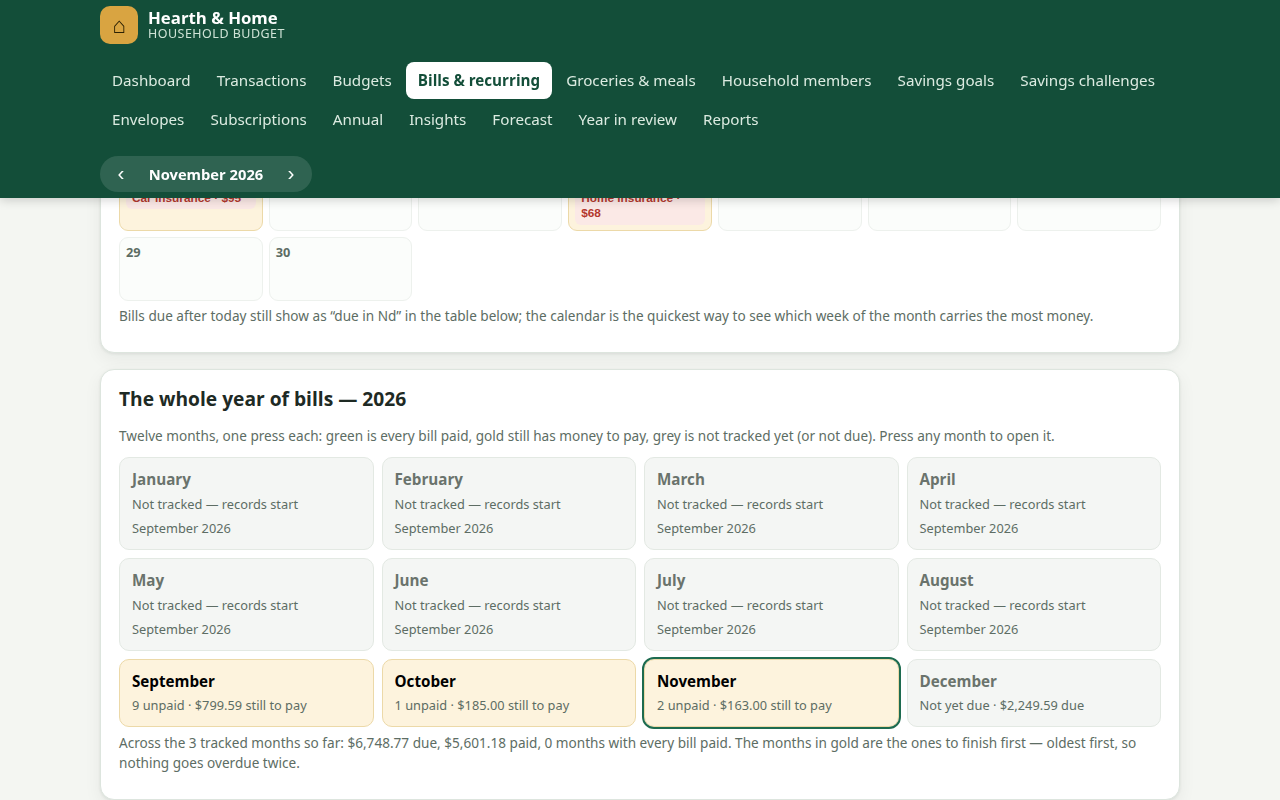 ⌂
Hearth & Home
HOUSEHOLD BUDGET
Dashboard Transactions Budgets Bills & recurring Groceries & meals Household members Savings goals Savings challenges
Envelopes Subscriptions Annual Insights Forecast Year in review Reports
‹ November 2026 ›
Car Insurance · $95
Home Insurance ·
$68
29 30
Bills due after today still show as “due in Nd” in the table below; the calendar is the quickest way to see which week of the month carries the most money.
The whole year of bills — 2026
Twelve months, one press each: green is every bill paid, gold still has money to pay, grey is not tracked yet (or not due). Press any month to open it.
January
Not tracked — records start
September 2026
February
Not tracked — records start
September 2026
March
Not tracked — records start
September 2026
April
Not tracked — records start
September 2026
May
Not tracked — records start
September 2026
June
Not tracked — records start
September 2026
July
Not tracked — records start
September 2026
August
Not tracked — records start
September 2026
September
9 unpaid · $799.59 still to pay
October
1 unpaid · $185.00 still to pay
November
2 unpaid · $163.00 still to pay
December
Not yet due · $2,249.59 due
Across the 3 tracked months so far: $6,748.77 due, $5,601.18 paid, 0 months with every bill paid. The months in gold are the ones to finish first — oldest first, so
nothing goes overdue twice.